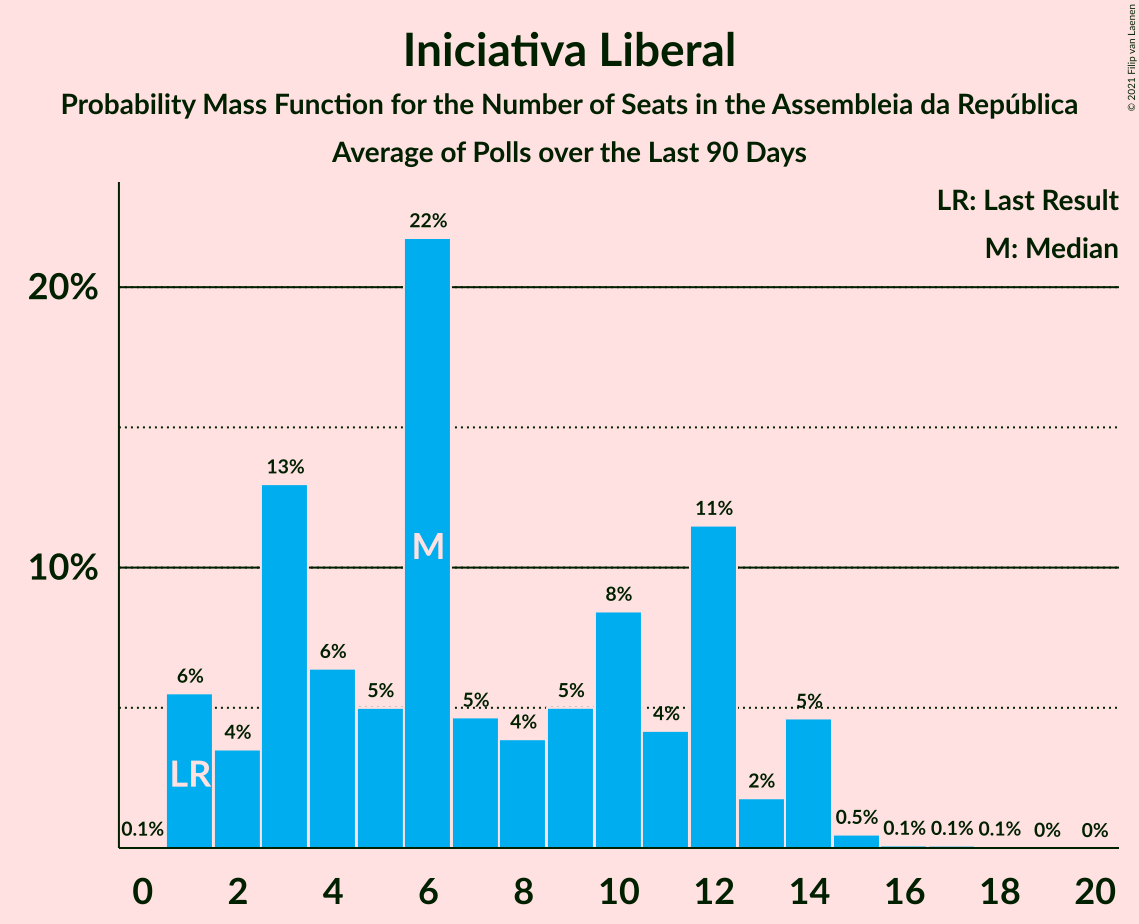 Iniciativa Liberal
Probability Mass Function for the Number of Seats in the Assembleia da República
Average of Polls over the Last 90 Days
© 2021 Filip van Laenen
LR: Last Result
M: Median
20%
10%
0.1%
6%
4%
13%
6%
5%
22%
5%
4%
5%
8%
4%
11%
2%
5%
0.5%
0.1%
0.1%
0.1%
0%
0%
LR
M
0 2 4 6 8 10 12 14 16 18 20